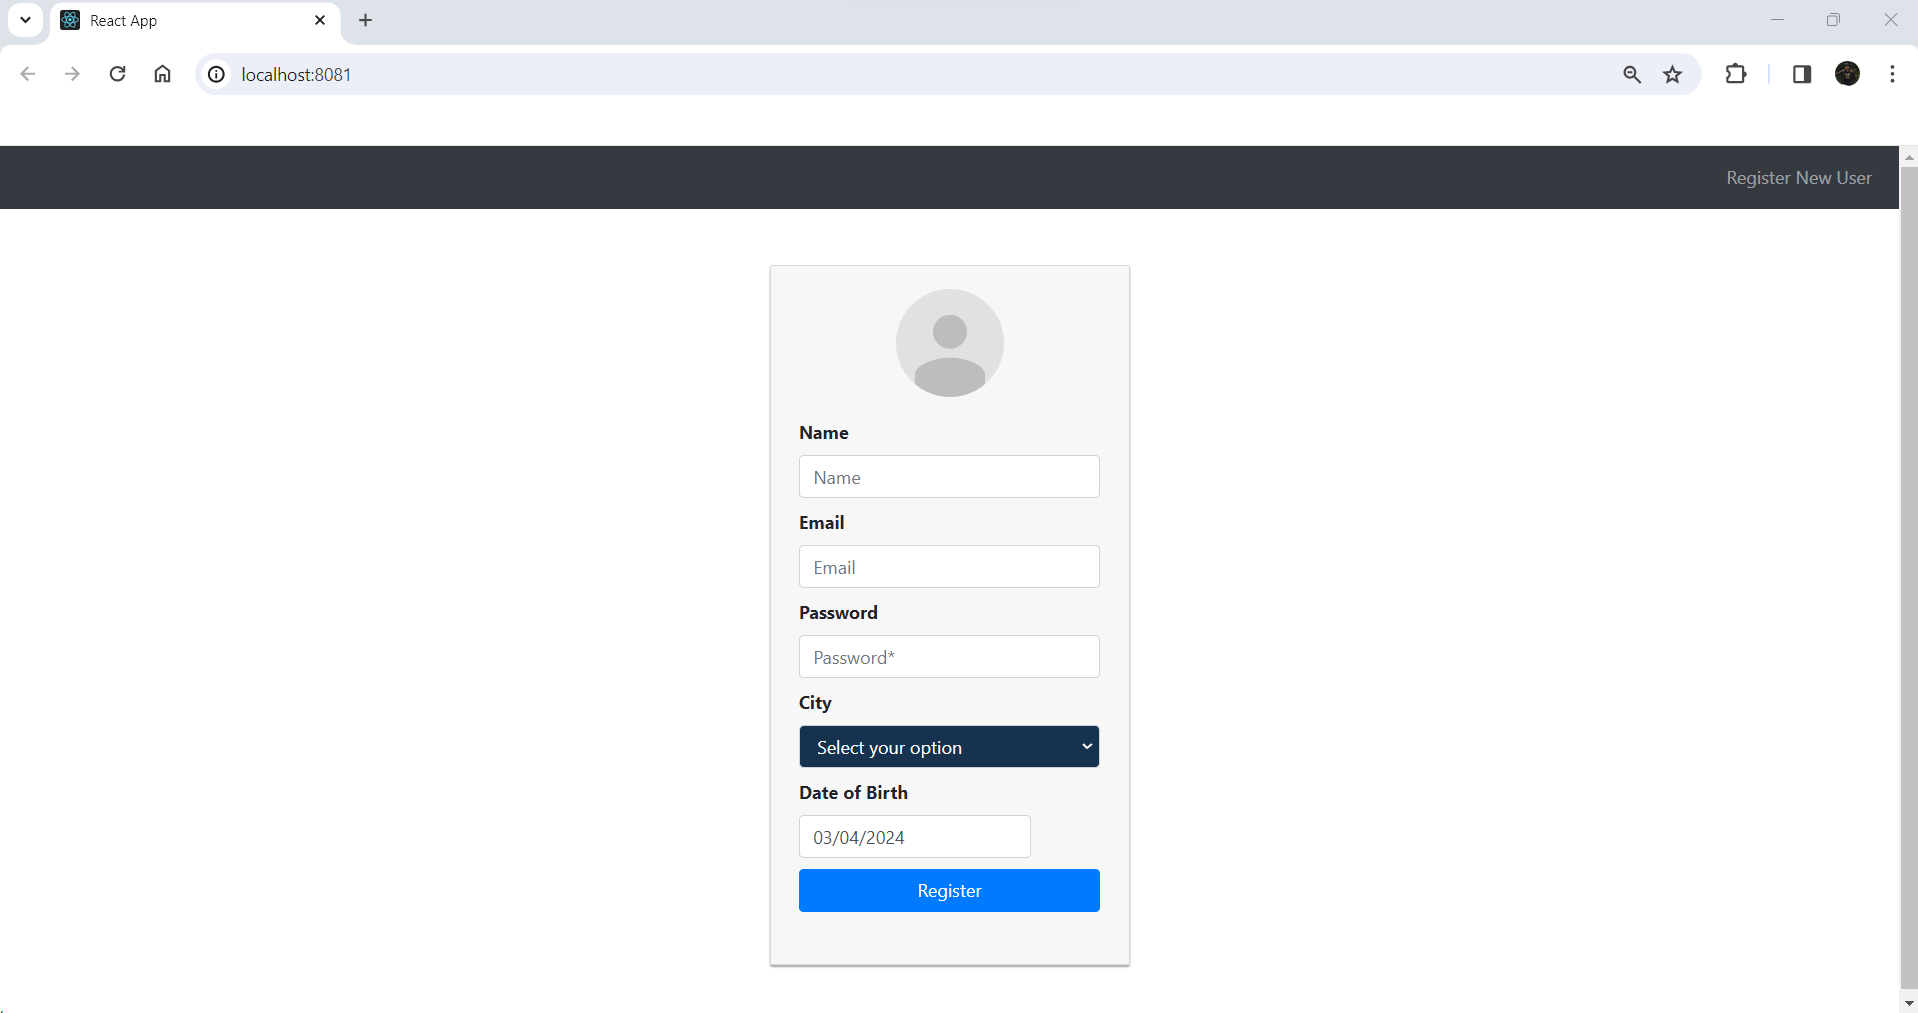 React App
localhost:8081
Register New User
Name
Name
Email
Email
Password
Password*
City
Select your option
Date of Birth
03/04/2024
Register